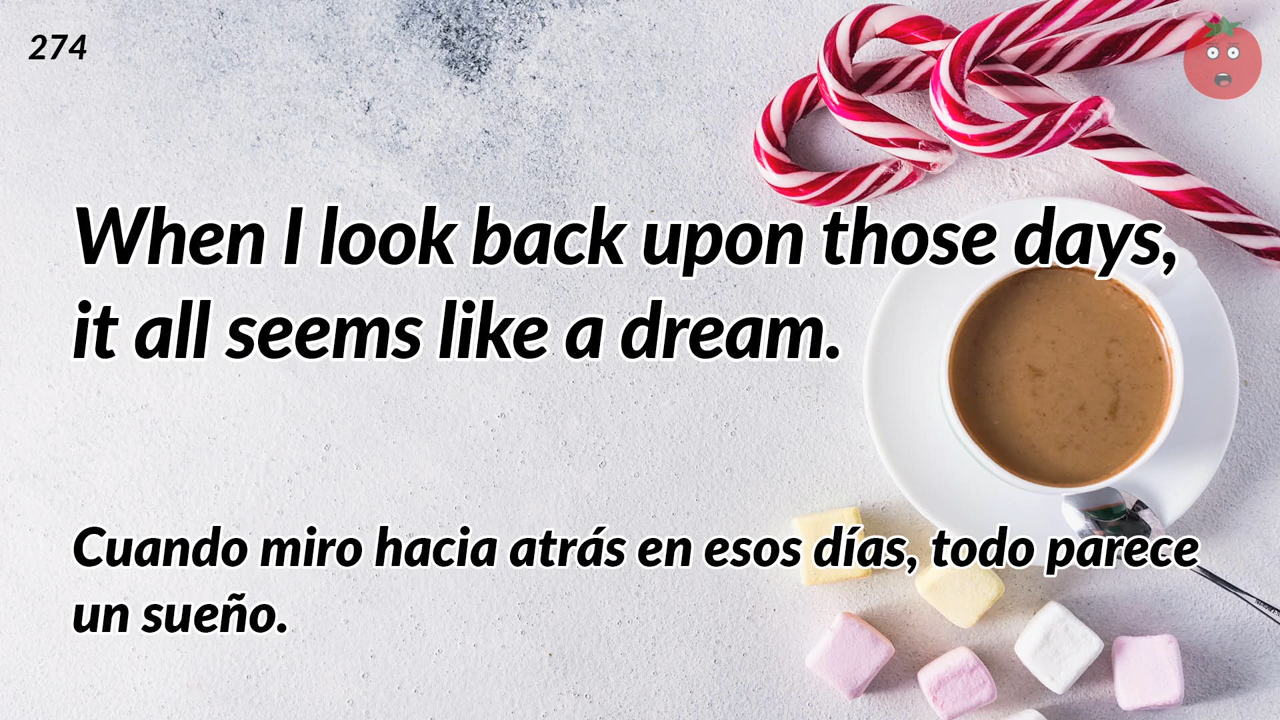 274
When I look back upon those days,
it all seems like a dream.
Cuando miro hacia atrás en esos días, todo parece
un sueño.